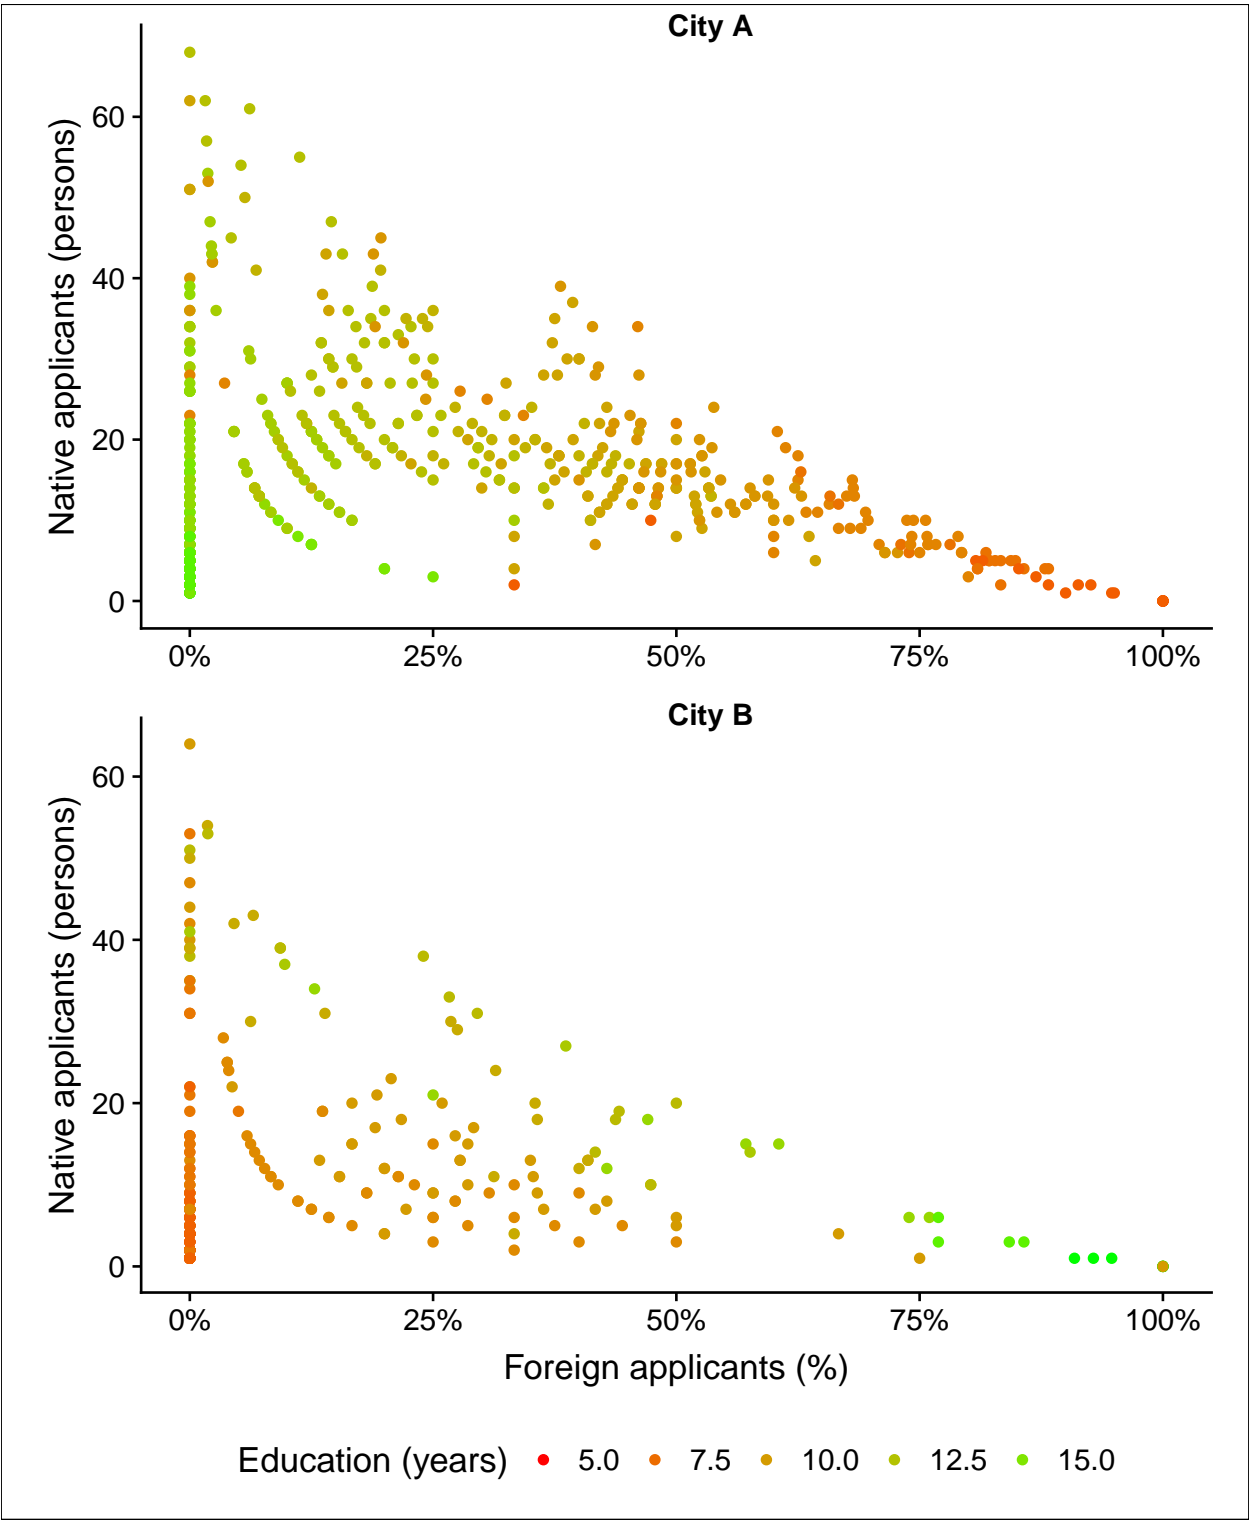 City A
Native applicants (persons)
60
40
20
0
0% 25% 50% 75% 100%
City B
Native applicants (persons)
60
40
20
0
0% 25% 50% 75% 100%
Foreign applicants (%)
Education (years) 5.0 7.5 10.0 12.5 15.0